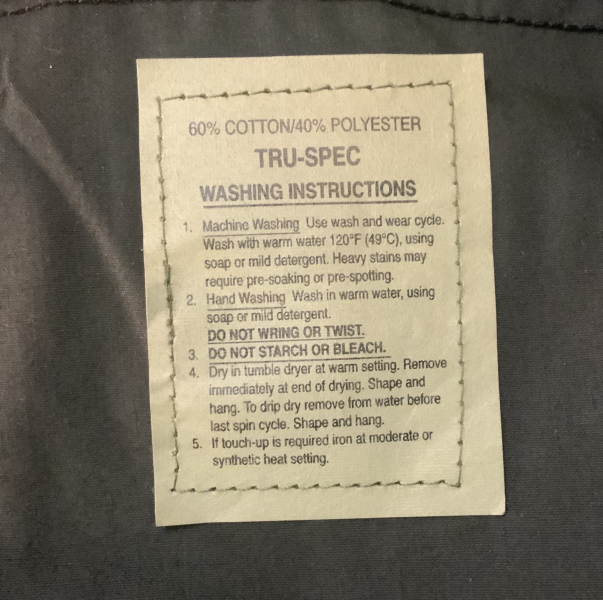 60% COTTON/40% POLYESTER
TRU-SPEC
WASHING INSTRUCTIONS
1. Machine Washing Use wash and wear cycle.
Wash with warm water 120°F (49°C), using
soap or mild detergent. Heavy stains may
require pre-soaking or pre-spotting.
2. Hand Washing Wash in warm water, using
soap or mild detergent.
DO NOT WRING OR TWIST.
3. DO NOT STARCH OR BLEACH.
4. Dry in tumble dryer at warm setting. Remove
immediately at end of drying. Shape and
hang. To drip dry remove from water before
last spin cycle. Shape and hang.
5. If touch-up is required iron at moderate or
synthetic heat setting.